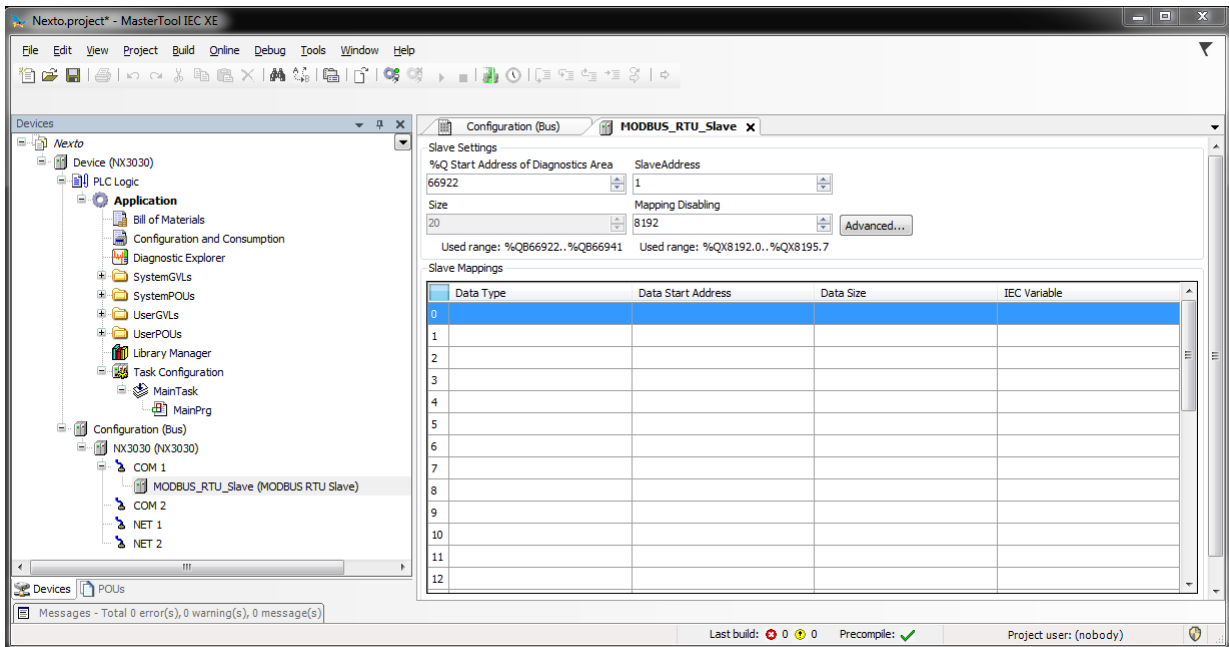 Nexto.project* - MasterTool IEC XE
File Edit View Project Build Online Debug Tools Window Help
Devices
Nexto
Device (NX3030)
PLC Logic
Application
Bill of Materials
Configuration and Consumption
Diagnostic Explorer
SystemGVLs
SystemPOUs
UserGVLs
UserPOUs
Library Manager
Task Configuration
MainTask
MainPrg
Configuration (Bus)
NX3030 (NX3030)
COM 1
MODBUS_RTU_Slave (MODBUS RTU Slave)
COM 2
NET 1
NET 2
Devices POUs
Configuration (Bus) MODBUS_RTU_Slave
Slave Settings
%Q Start Address of Diagnostics Area SlaveAddress
66922 1
Size Mapping Disabling
20 8192 Advanced...
Used range: %QB66922..%QB66941 Used range: %QX8192.0..%QX8195.7
Slave Mappings
Data Type Data Start Address Data Size IEC Variable
0
1
2
3
4
5
6
7
8
9
10
11
12
Messages - Total 0 error(s), 0 warning(s), 0 message(s)
Last build: 0 0 Precompile: Project user: (nobody)